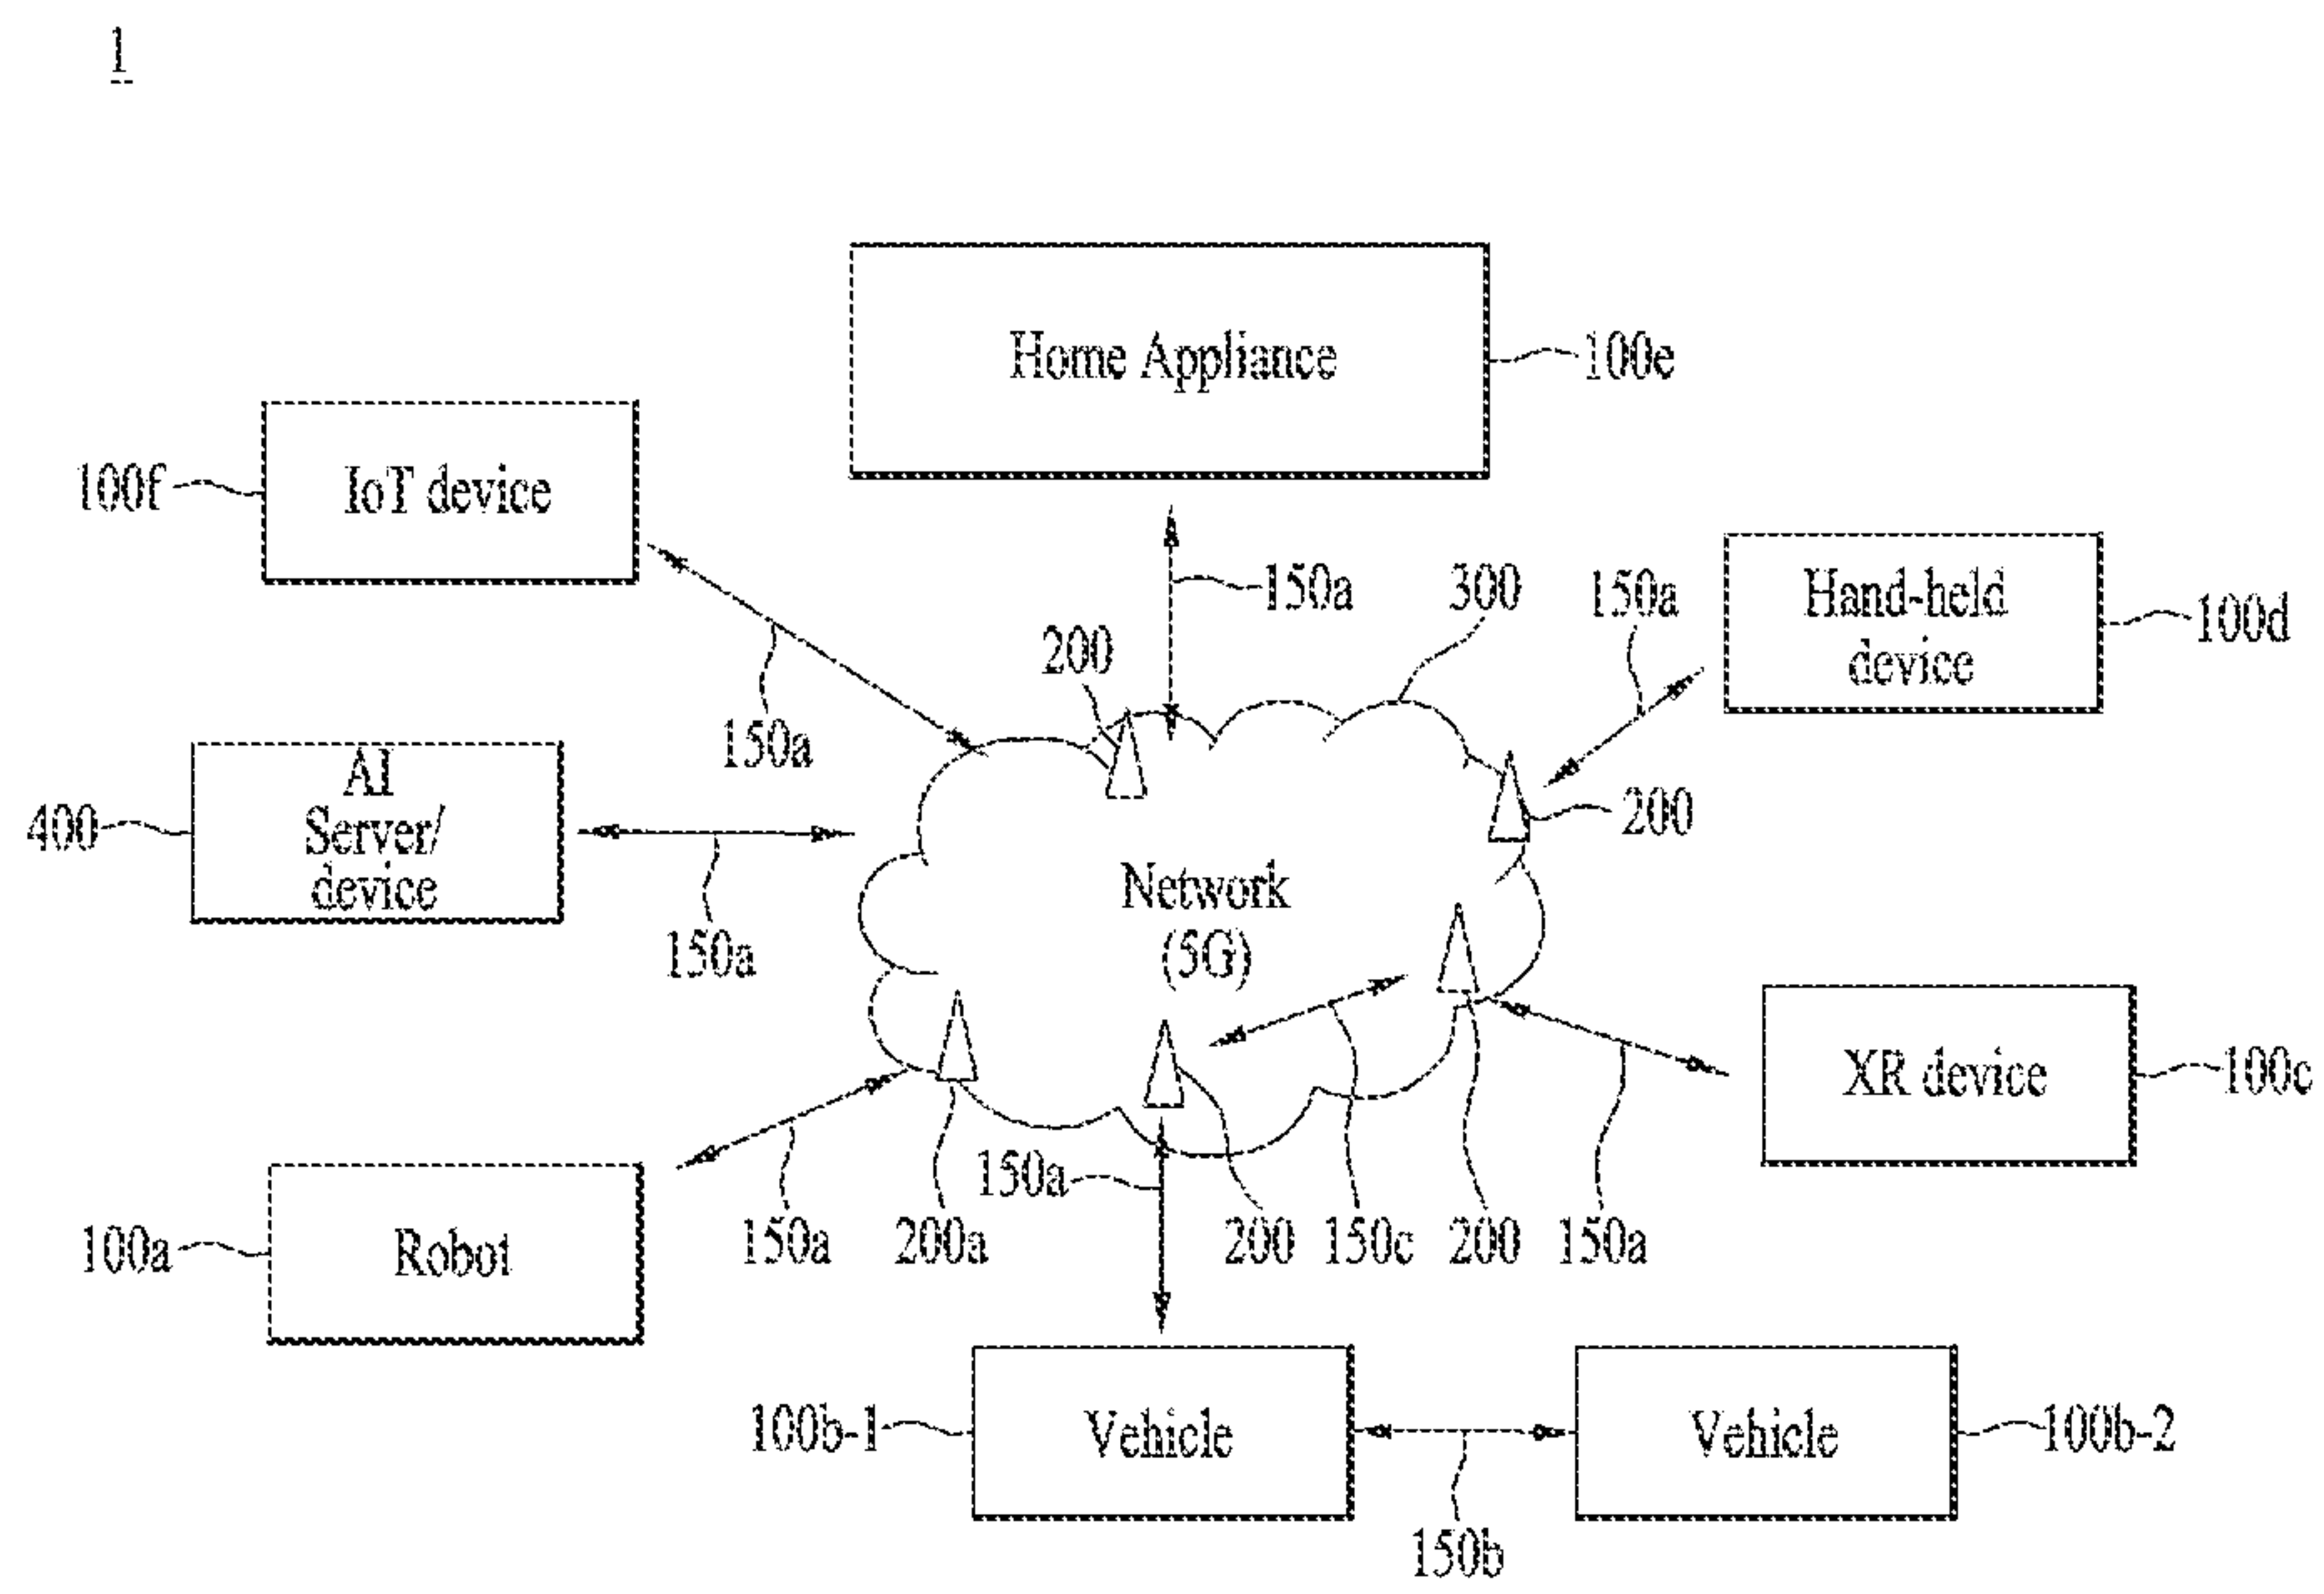 1
Home Appliance
100e
100f
IoT device
150a
300
150a
Hand-held
device
100d
200
150a
AI
Server/
device
400
200
Network
(5G)
150a
XR device
100c
150a
100a
Robot
150a
200a
200
150c
200
150a
100b-1
Vehicle
Vehicle
100b-2
150b